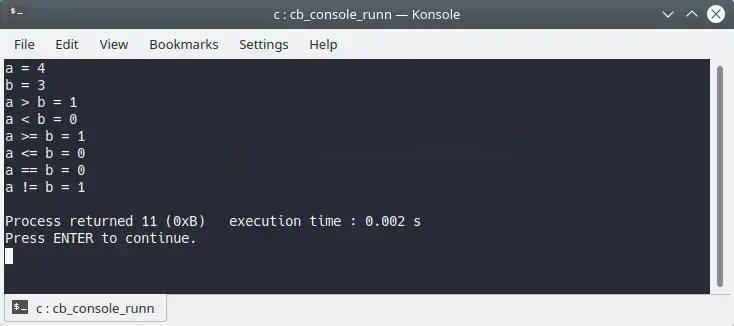 c : cb_console_runn — Konsole
File Edit View Bookmarks Settings Help
a = 4
b = 3
a > b = 1
a < b = 0
a >= b = 1
a <= b = 0
a == b = 0
a != b = 1
Process returned 11 (0xB)   execution time : 0.002 s
Press ENTER to continue.
c : cb_console_runn